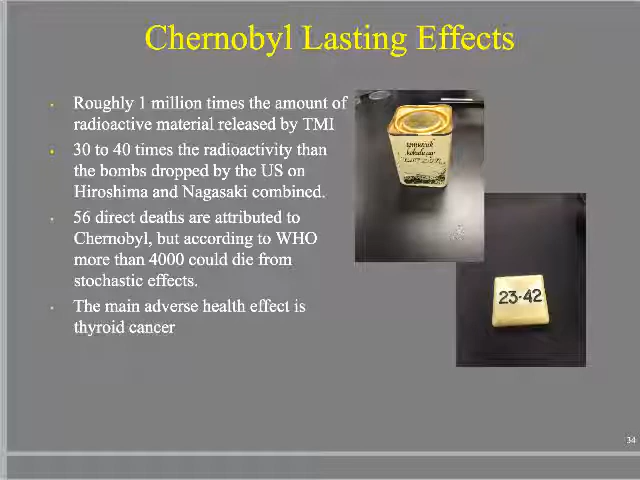 Chernobyl Lasting Effects
Roughly 1 million times the amount of
radioactive material released by TMI
30 to 40 times the radioactivity than
the bombs dropped by the US on
Hiroshima and Nagasaki combined.
56 direct deaths are attributed to
Chernobyl, but according to WHO
more than 4000 could die from
stochastic effects.
The main adverse health effect is
thyroid cancer
23-42
34